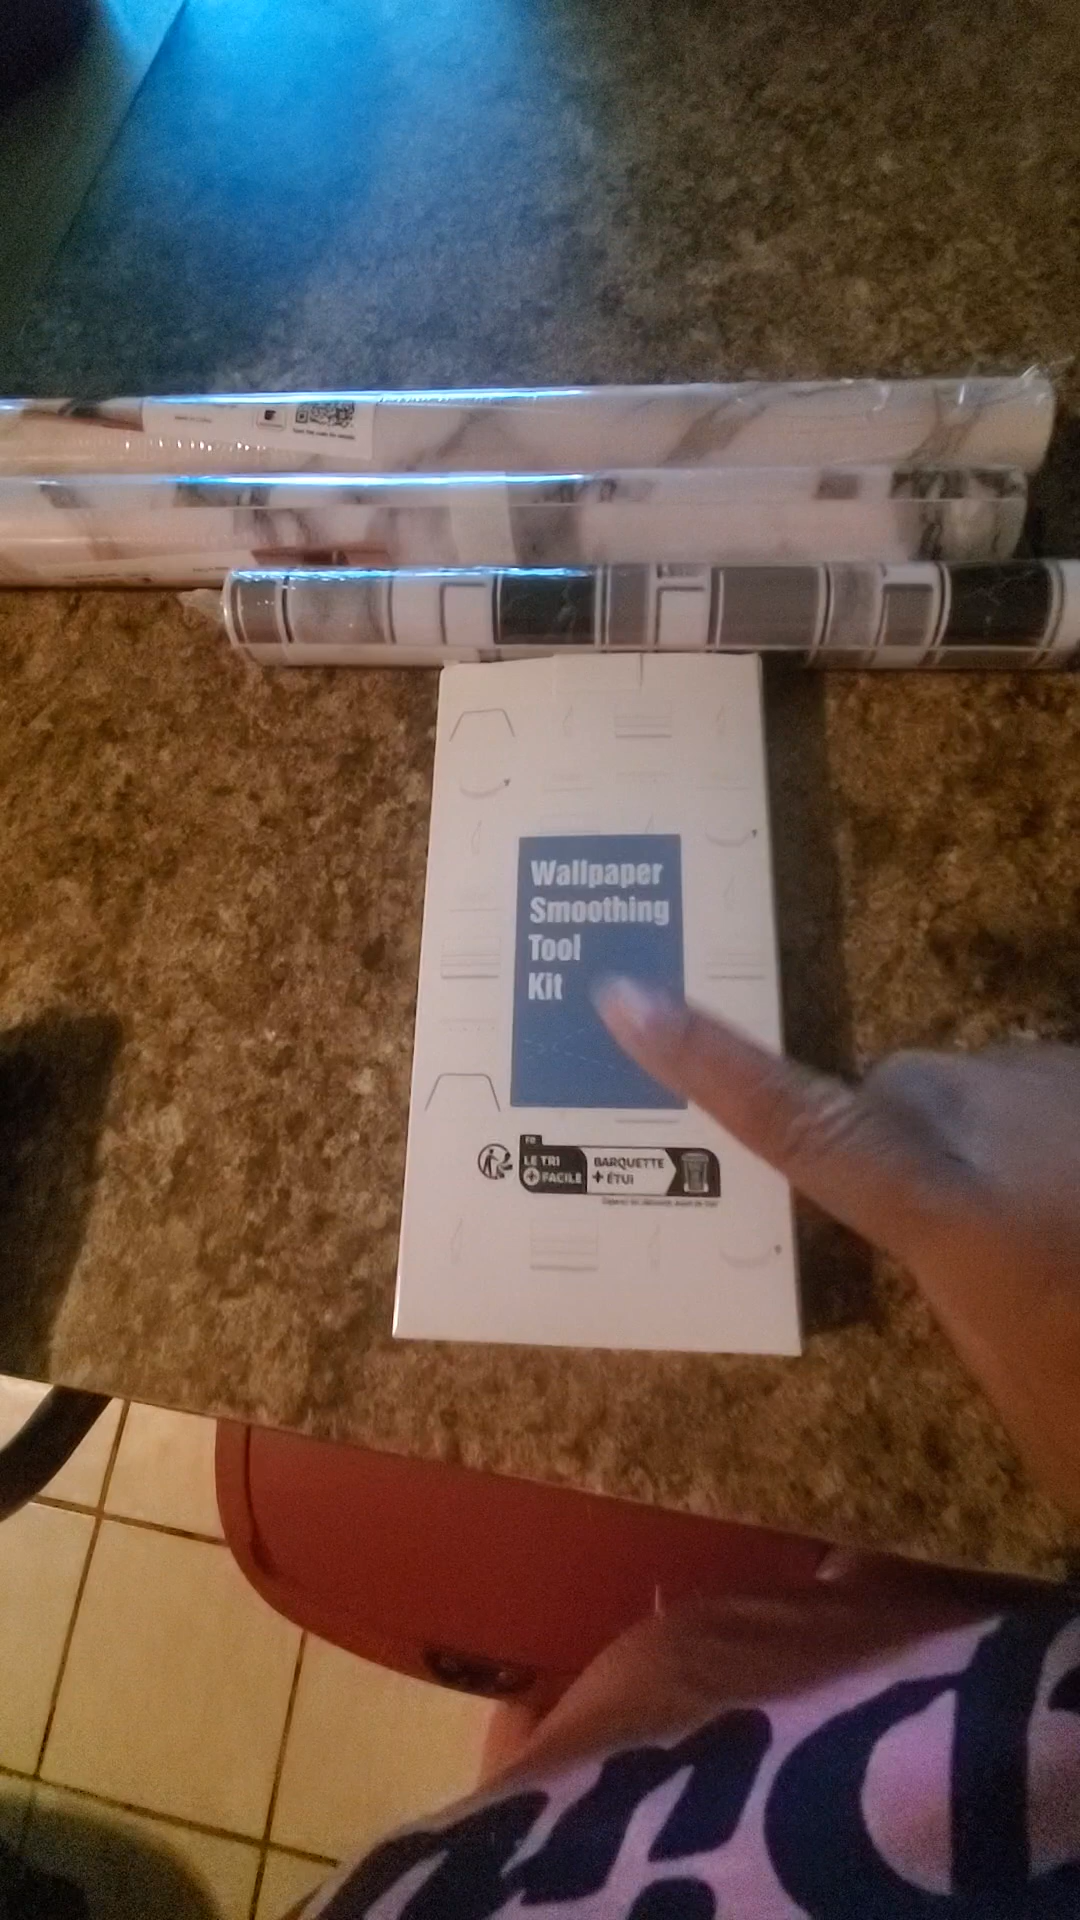 Wallpaper
Smoothing
Tool
Kit
FR
LE TRI
+ FACILE
BARQUETTE
+ ÉTUI